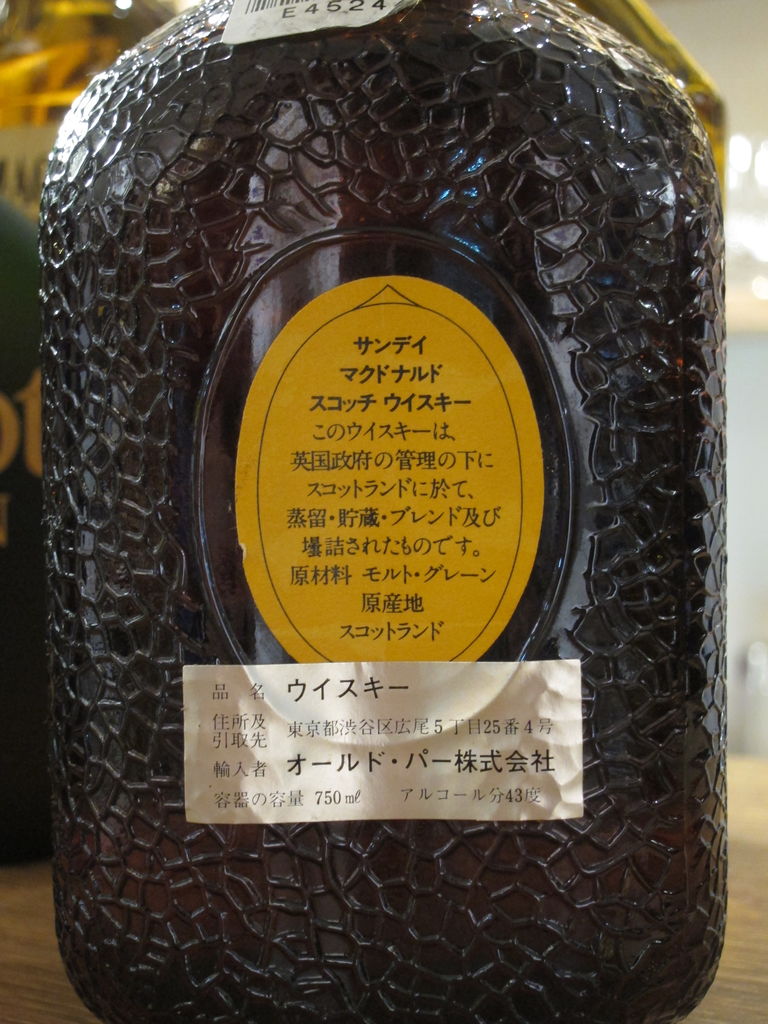 E4524
サンデイ
マクドナルド
スコッチ ウイスキー
このウイスキーは、
英国政府の管理の下に
スコットランドに於て、
蒸留・貯蔵・ブレンド及び
壜詰されたものです。
原材料 モルト・グレーン
原産地
スコットランド
品名 ウイスキー
住所及 引取先 東京都渋谷区広尾5丁目25番4号
輸入者 オールド・パー株式会社
容器の容量 750㎖ アルコール分43度